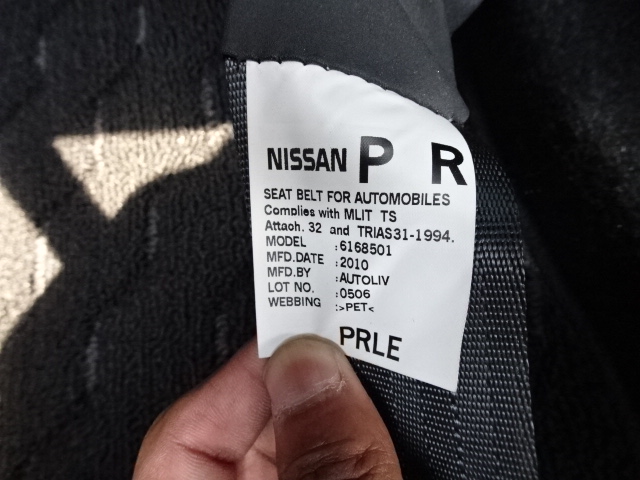 NISSAN P R
SEAT BELT FOR AUTOMOBILES
Complies with MLIT TS
Attach. 32 and TRIAS31-1994.
MODEL :6168501
MFD.DATE :2010
MFD.BY :AUTOLIV
LOT NO. :0506
WEBBING :>PET<
PRLE